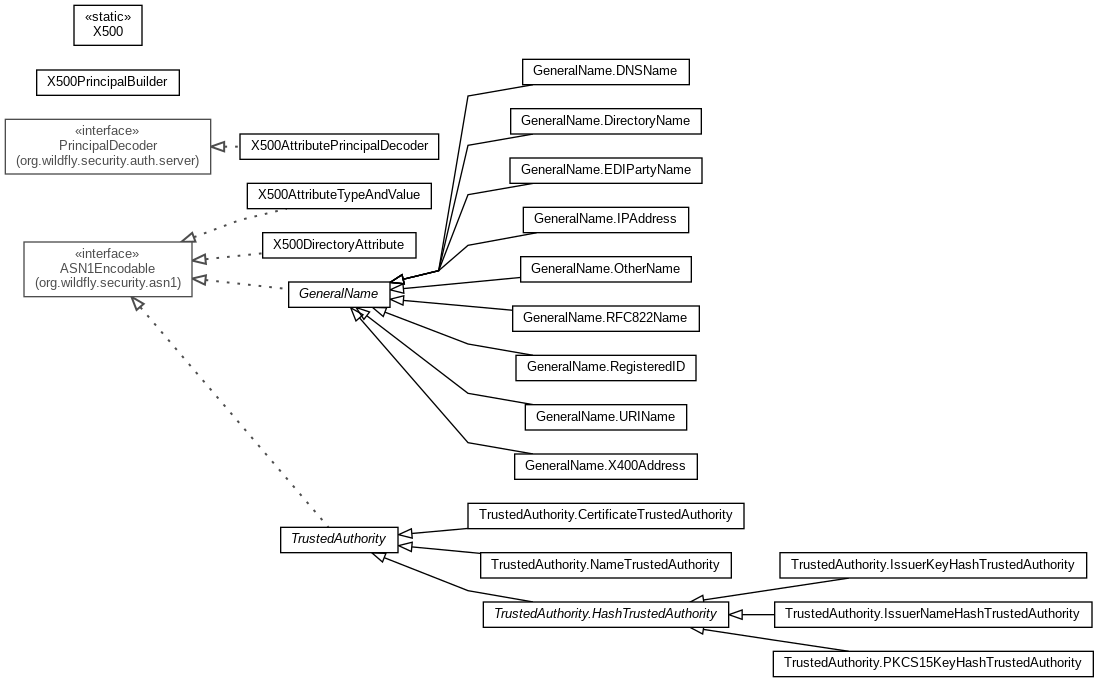 «static»
X500
X500PrincipalBuilder
«interface»
PrincipalDecoder
(org.wildfly.security.auth.server)
X500AttributePrincipalDecoder
X500AttributeTypeAndValue
«interface»
ASN1Encodable
(org.wildfly.security.asn1)
X500DirectoryAttribute
GeneralName
GeneralName.DNSName
GeneralName.DirectoryName
GeneralName.EDIPartyName
GeneralName.IPAddress
GeneralName.OtherName
GeneralName.RFC822Name
GeneralName.RegisteredID
GeneralName.URIName
GeneralName.X400Address
TrustedAuthority
TrustedAuthority.CertificateTrustedAuthority
TrustedAuthority.NameTrustedAuthority
TrustedAuthority.HashTrustedAuthority
TrustedAuthority.IssuerKeyHashTrustedAuthority
TrustedAuthority.IssuerNameHashTrustedAuthority
TrustedAuthority.PKCS15KeyHashTrustedAuthority